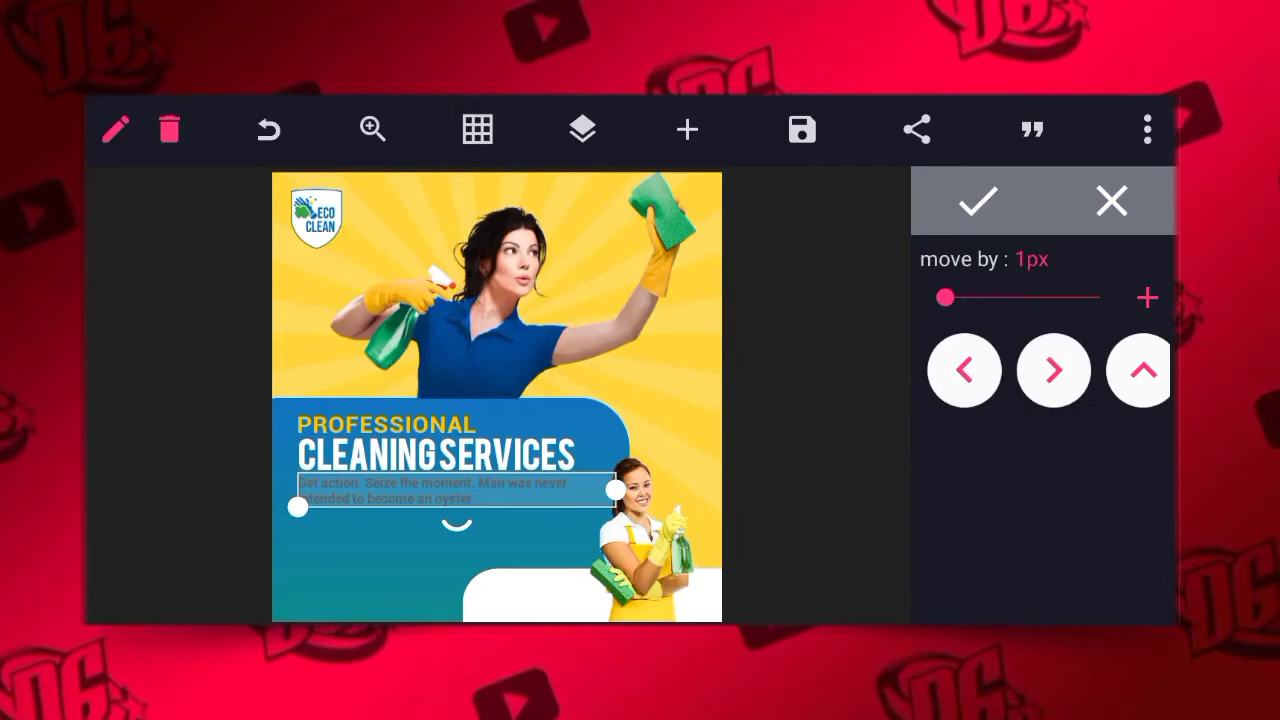 move by : 1px
ECO
CLEAN
PROFESSIONAL
CLEANING SERVICES
Get action. Seize the moment. Man was never
intended to become an oyster.